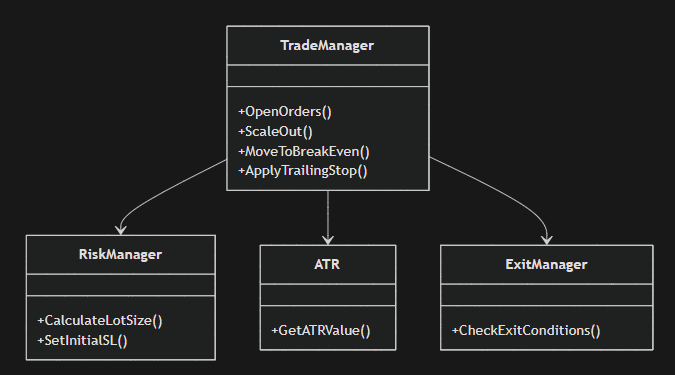 TradeManager
+OpenOrders()
+ScaleOut()
+MoveToBreakEven()
+ApplyTrailingStop()
RiskManager
+CalculateLotSize()
+SetInitialSL()
ATR
+GetATRValue()
ExitManager
+CheckExitConditions()